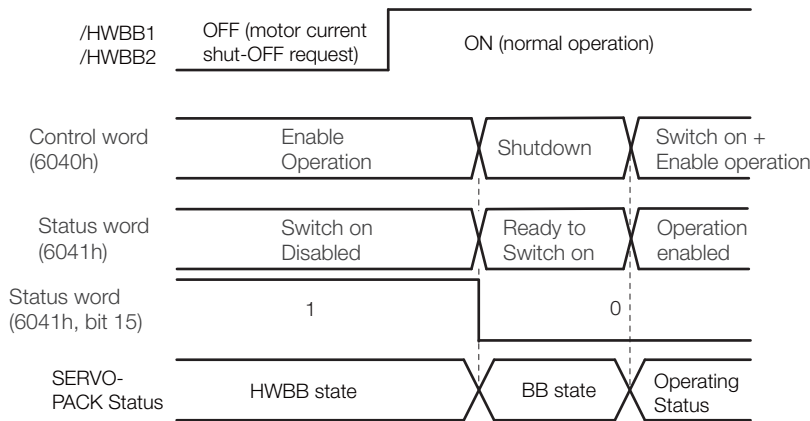 /HWBB1
/HWBB2
OFF (motor current
shut-OFF request)
ON (normal operation)
Control word
(6040h)
Enable
Operation
Shutdown
Switch on +
Enable operation
Status word
(6041h)
Switch on
Disabled
Ready to
Switch on
Operation
enabled
Status word
(6041h, bit 15)
1
0
SERVO-
PACK Status
HWBB state
BB state
Operating
Status